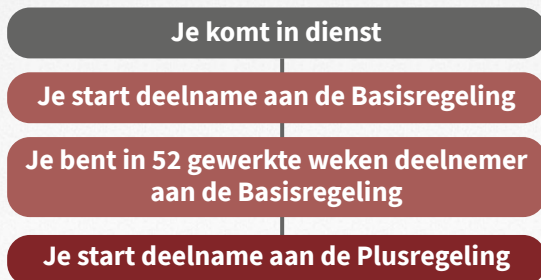 Je komt in dienst
Je start deelname aan de Basisregeling
Je bent in 52 gewerkte weken deelnemer
aan de Basisregeling
Je start deelname aan de Plusregeling